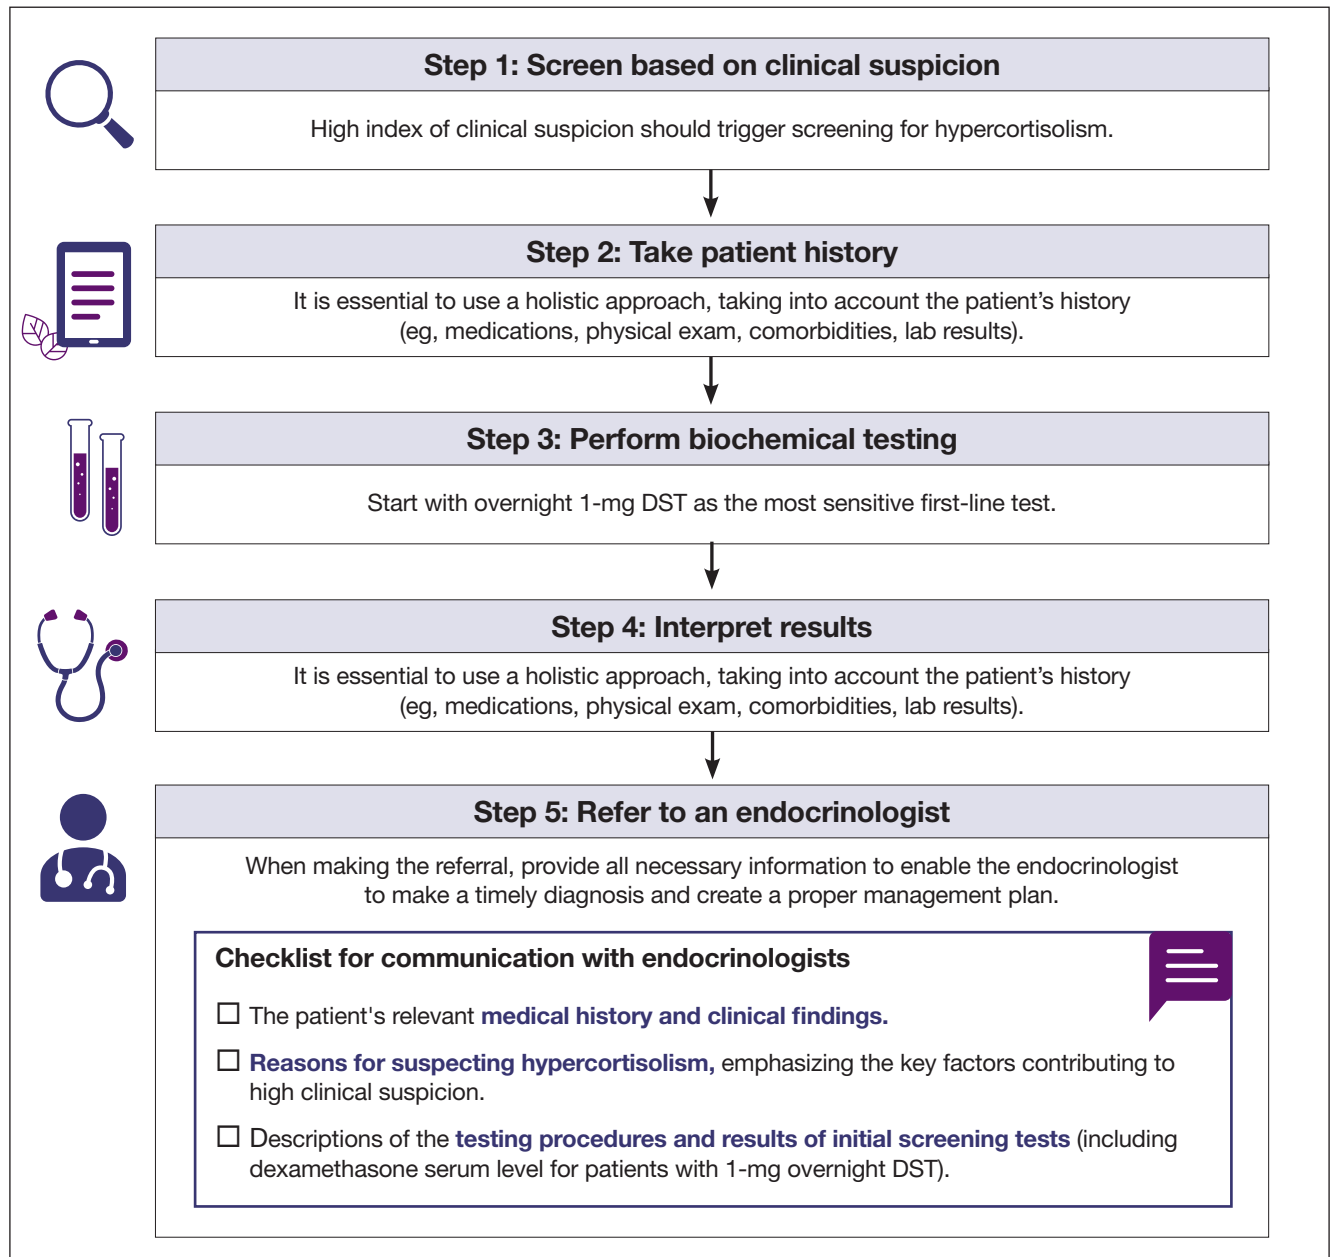 Step 1: Screen based on clinical suspicion
High index of clinical suspicion should trigger screening for hypercortisolism.
Step 2: Take patient history
It is essential to use a holistic approach, taking into account the patient’s history
(eg, medications, physical exam, comorbidities, lab results).
Step 3: Perform biochemical testing
Start with overnight 1-mg DST as the most sensitive first-line test.
Step 4: Interpret results
It is essential to use a holistic approach, taking into account the patient’s history
(eg, medications, physical exam, comorbidities, lab results).
Step 5: Refer to an endocrinologist
When making the referral, provide all necessary information to enable the endocrinologist
to make a timely diagnosis and create a proper management plan.
Checklist for communication with endocrinologists
☐ The patient's relevant medical history and clinical findings.
☐ Reasons for suspecting hypercortisolism, emphasizing the key factors contributing to
high clinical suspicion.
☐ Descriptions of the testing procedures and results of initial screening tests (including
dexamethasone serum level for patients with 1-mg overnight DST).